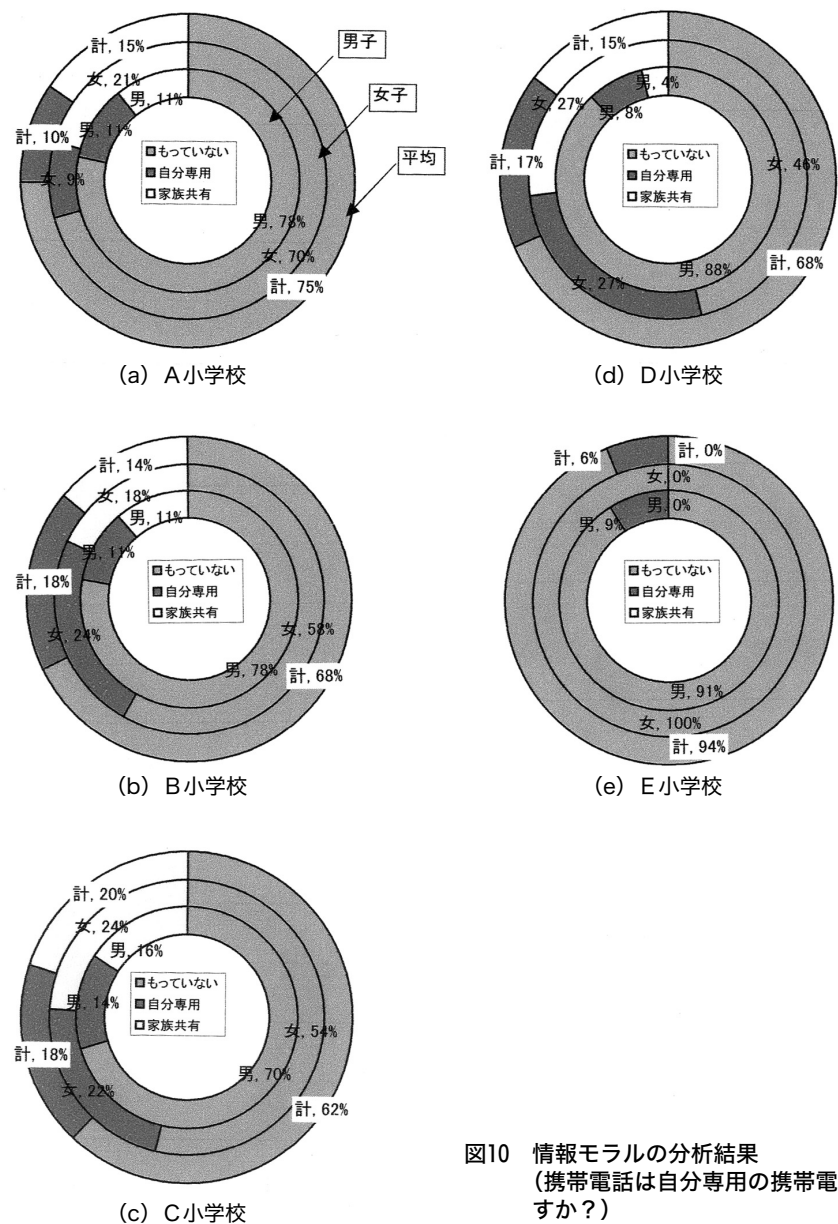 計, 15%
女, 21%
男, 11%
男, 11%
計, 10%
女, 9%
もっていない
自分専用
家族共有
男, 78%
女, 70%
計, 75%
男子
女子
平均
(a) A小学校
計, 15%
男, 4%
女, 27%
男, 8%
計, 17%
もっていない
自分専用
家族共有
女, 46%
計, 68%
男, 88%
女, 27%
(d) D小学校
計, 14%
女, 18%
男, 11%
男, 11%
計, 18%
女, 24%
もっていない
自分専用
家族共有
女, 58%
男, 78%
計, 68%
(b) B小学校
計, 6%
計, 0%
女, 0%
男, 0%
男, 9%
もっていない
自分専用
家族共有
男, 91%
女, 100%
計, 94%
(e) E小学校
計, 20%
女, 24%
男, 16%
男, 14%
計, 18%
女, 22%
もっていない
自分専用
家族共有
女, 54%
男, 70%
計, 62%
(c) C小学校
図10 情報モラルの分析結果
(携帯電話は自分専用の携帯電
すか?)